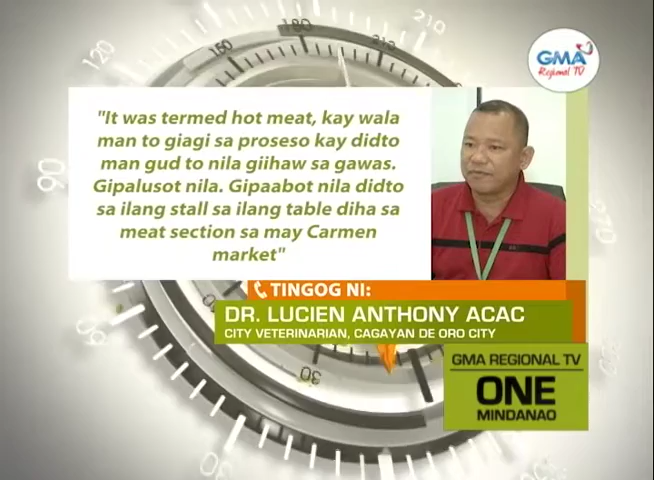 GMA
Regional TV
"It was termed hot meat, kay wala
man to giagi sa proseso kay didto
man gud to nila giihaw sa gawas.
Gipalusot nila. Gipaabot nila didto
sa ilang stall sa ilang table diha sa
meat section sa may Carmen
market"
TINGOG NI:
DR. LUCIEN ANTHONY ACAC
CITY VETERINARIAN, CAGAYAN DE ORO CITY
GMA REGIONAL TV
ONE
MINDANAO
120
150
180
210
90
270
60
30
0